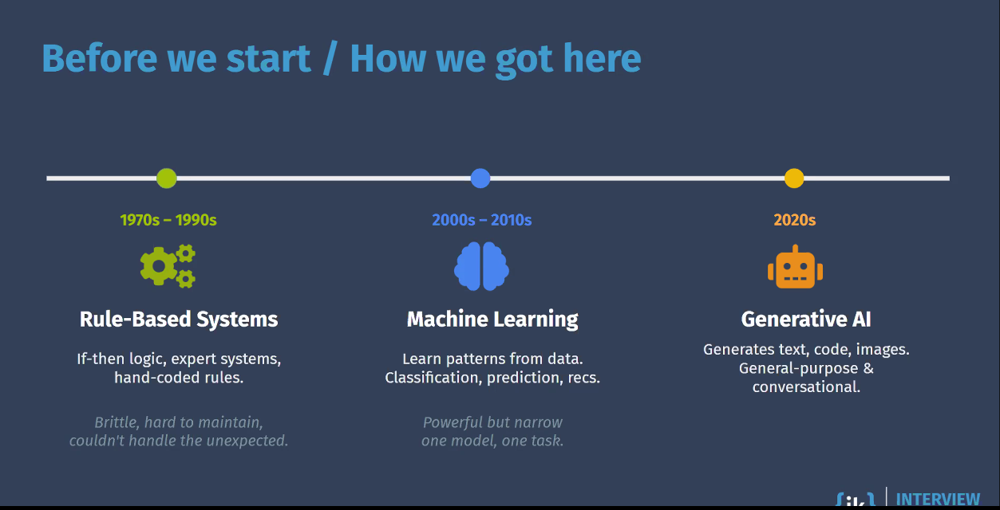 Before we start / How we got here
1970s – 1990s
Rule-Based Systems
If-then logic, expert systems,
hand-coded rules.
Brittle, hard to maintain,
couldn't handle the unexpected.
2000s – 2010s
Machine Learning
Learn patterns from data.
Classification, prediction, recs.
Powerful but narrow
one model, one task.
2020s
Generative AI
Generates text, code, images.
General-purpose &
conversational.
{ik} INTERVIEW